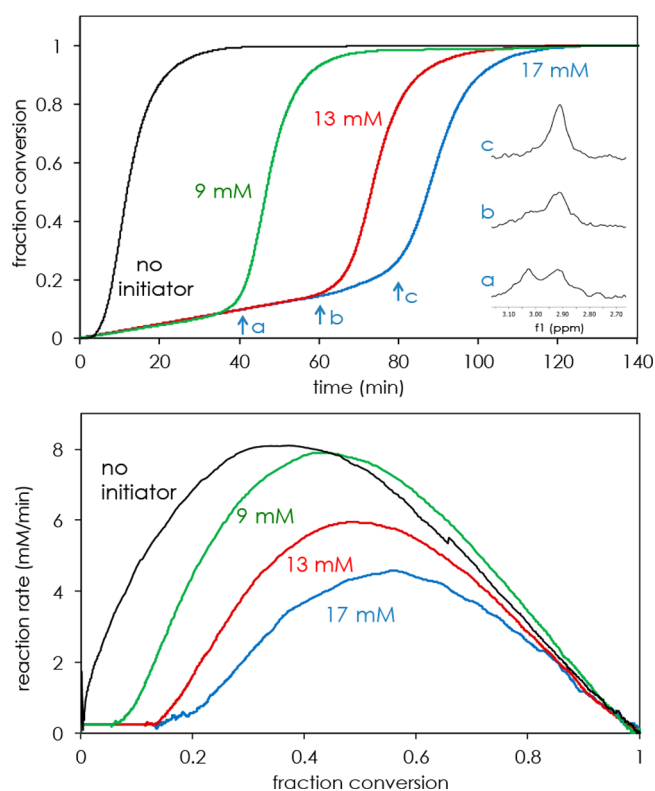 1
0.8
0.6
0.4
0.2
0
fraction conversion
17 mM
13 mM
9 mM
no
initiator
a
b
c
c
b
a
3.10 3.00 2.90 2.80 2.70
f1 (ppm)
0 20 40 60 80 100 120 140
time (min)
8
6
4
2
0
reaction rate (mM/min)
no
initiator
9 mM
13 mM
17 mM
0 0.2 0.4 0.6 0.8 1
fraction conversion